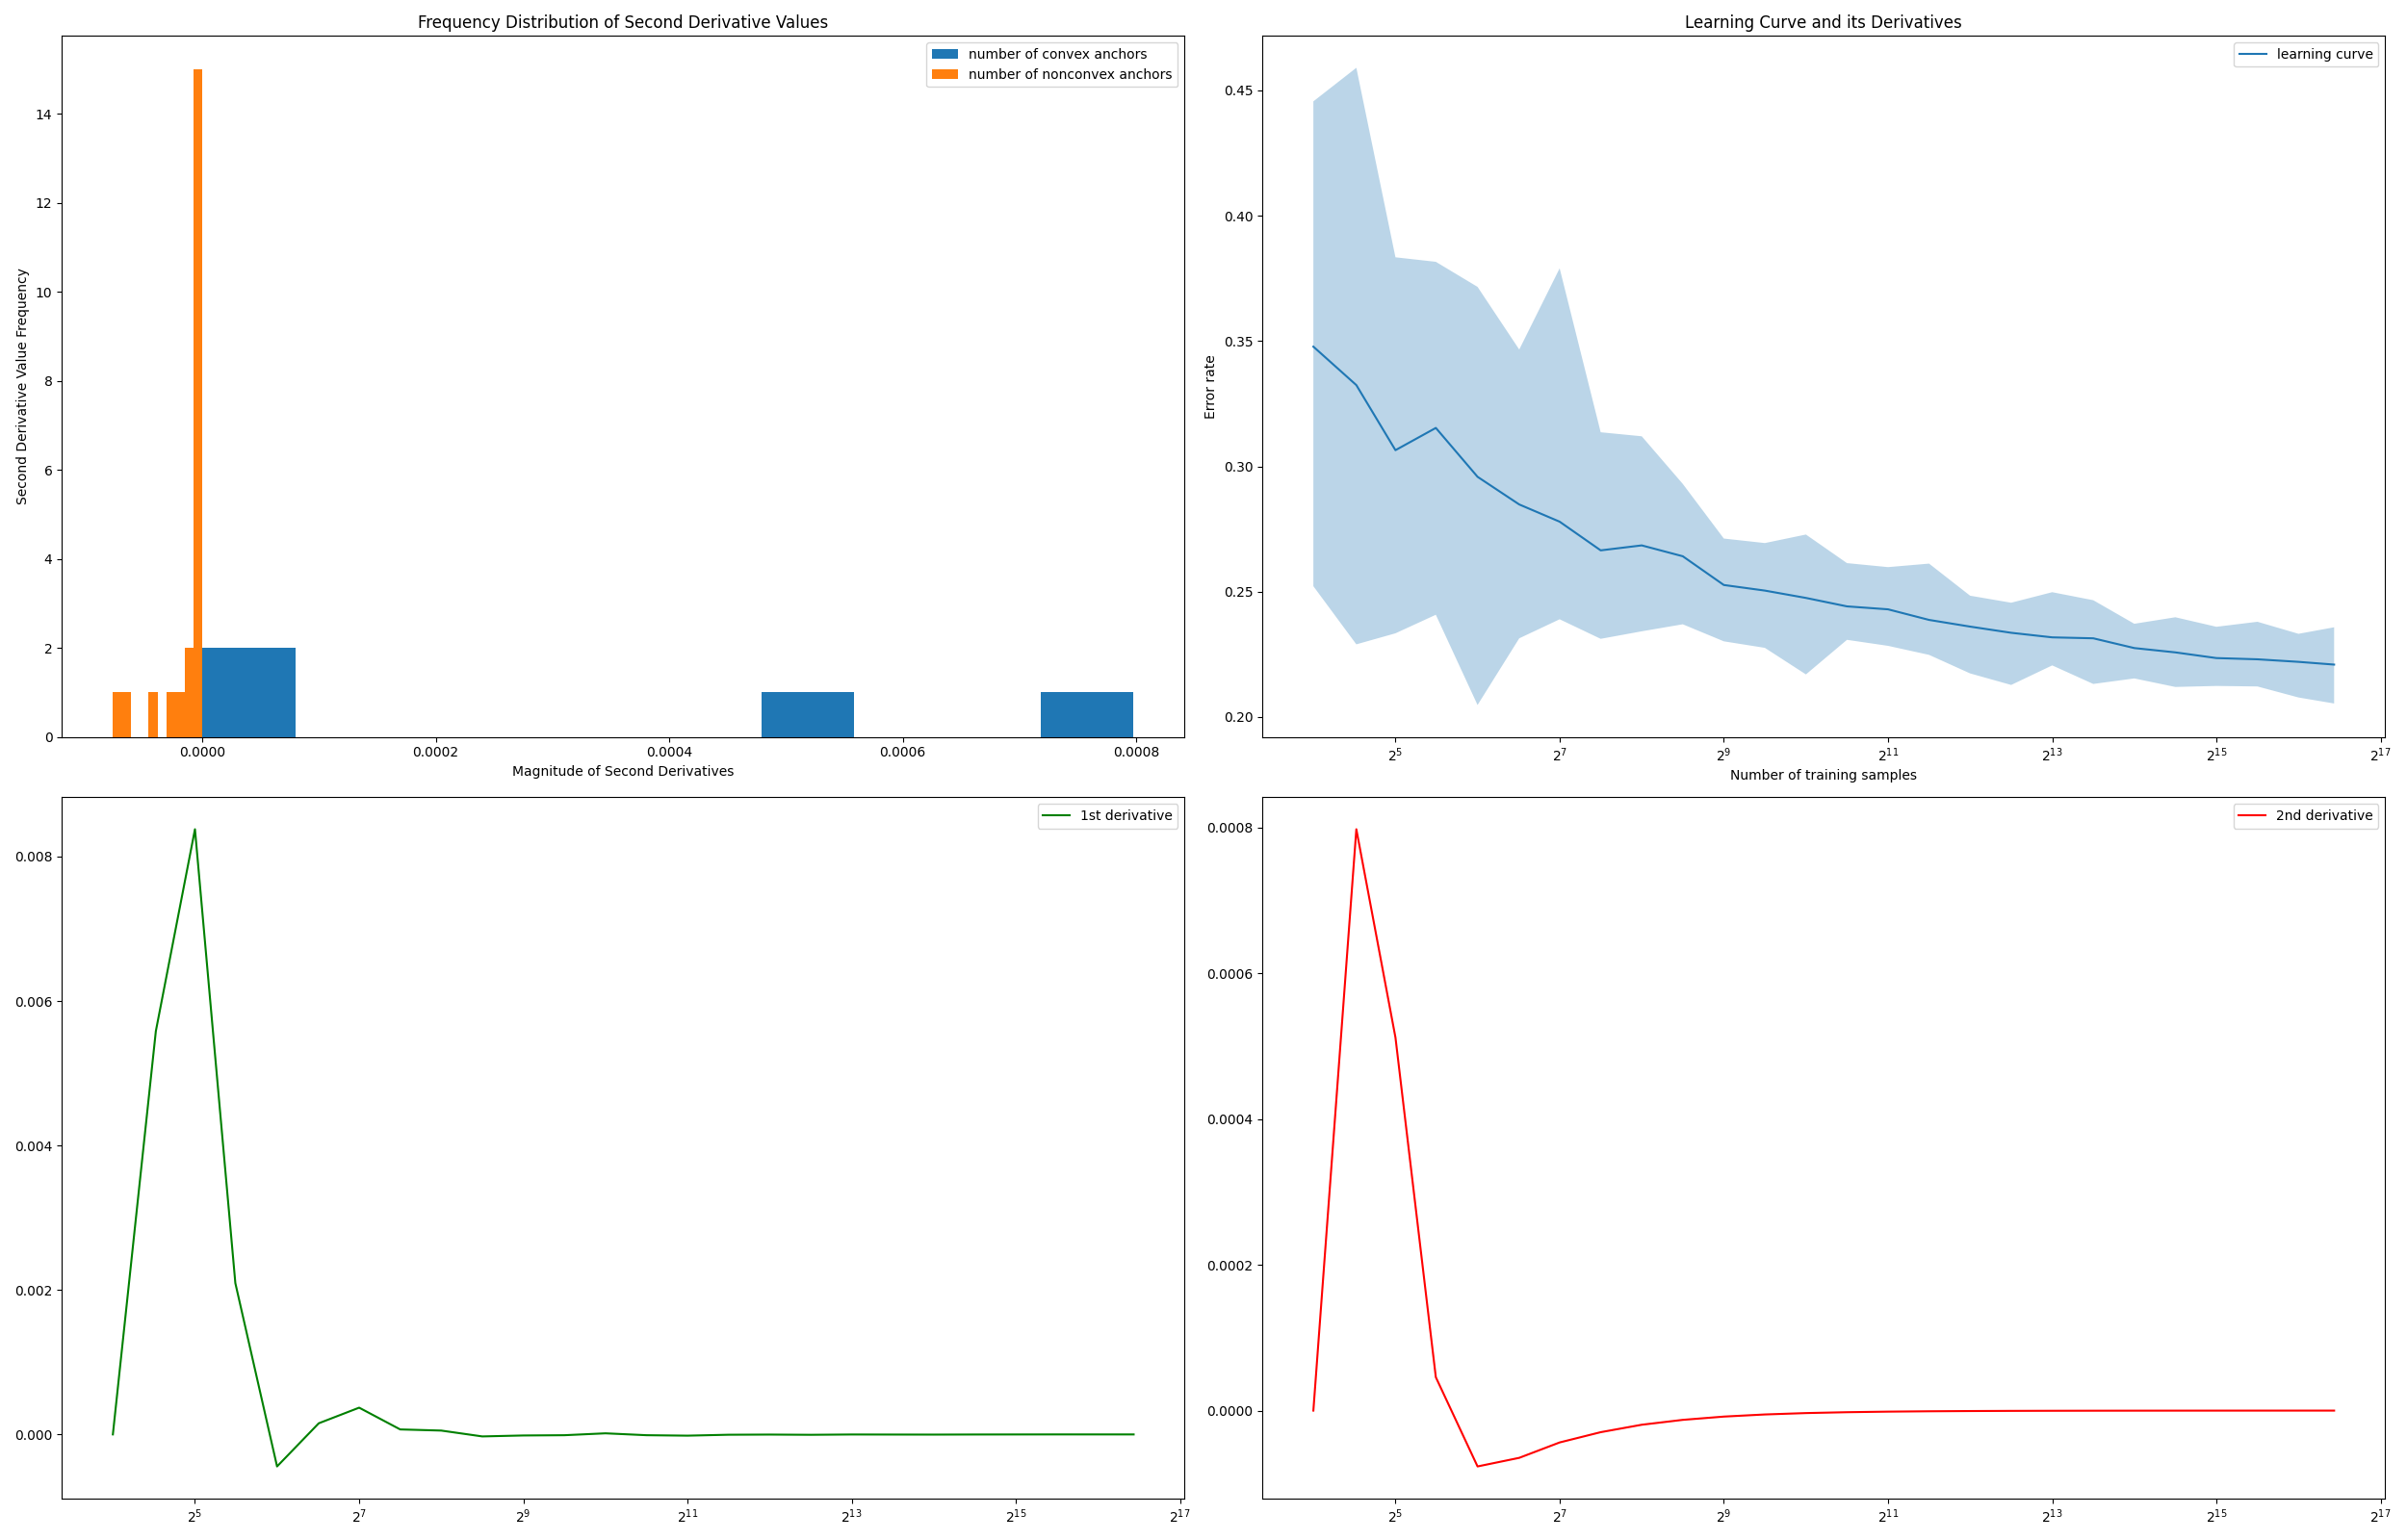 Frequency Distribution of Second Derivative Values
number of convex anchors
number of nonconvex anchors
Second Derivative Value Frequency
14
12
10
8
6
4
2
0
0.0000 0.0002 0.0004 0.0006 0.0008
Magnitude of Second Derivatives
Learning Curve and its Derivatives
learning curve
Error rate
0.45
0.40
0.35
0.30
0.25
0.20
2^5 2^7 2^9 2^11 2^13 2^15 2^17
Number of training samples
1st derivative
0.008
0.006
0.004
0.002
0.000
2^5 2^7 2^9 2^11 2^13 2^15 2^17
2nd derivative
0.0008
0.0006
0.0004
0.0002
0.0000
2^5 2^7 2^9 2^11 2^13 2^15 2^17